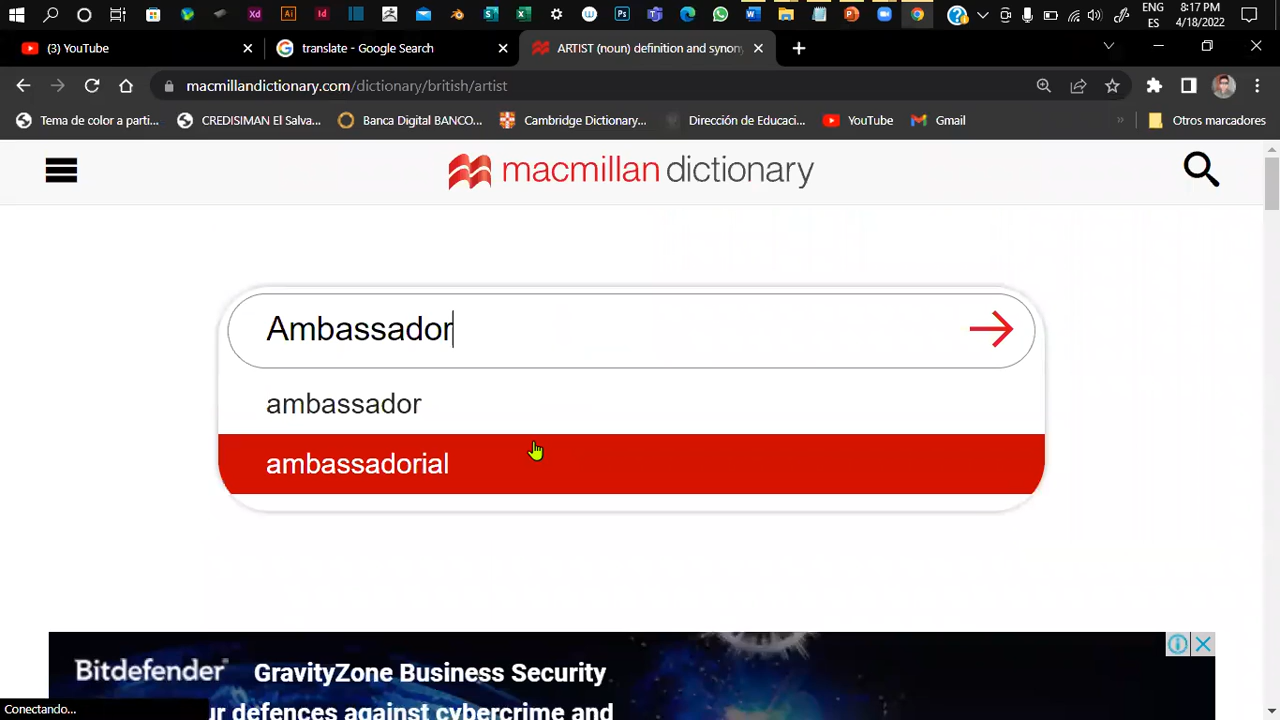 8:17 PM
4/18/2022
ENG
ES
(3) YouTube
translate - Google Search
ARTIST (noun) definition and synony
macmillandictionary.com/dictionary/british/artist
Tema de color a parti...
CREDISIMAN El Salva...
Banca Digital BANCO...
Cambridge Dictionary...
Dirección de Educaci...
YouTube
Gmail
»
Otros marcadores
macmillan dictionary
Ambassador
ambassador
ambassadorial
Bitdefender
GravityZone Business Security
ur defences against cybercrime and
Conectando...